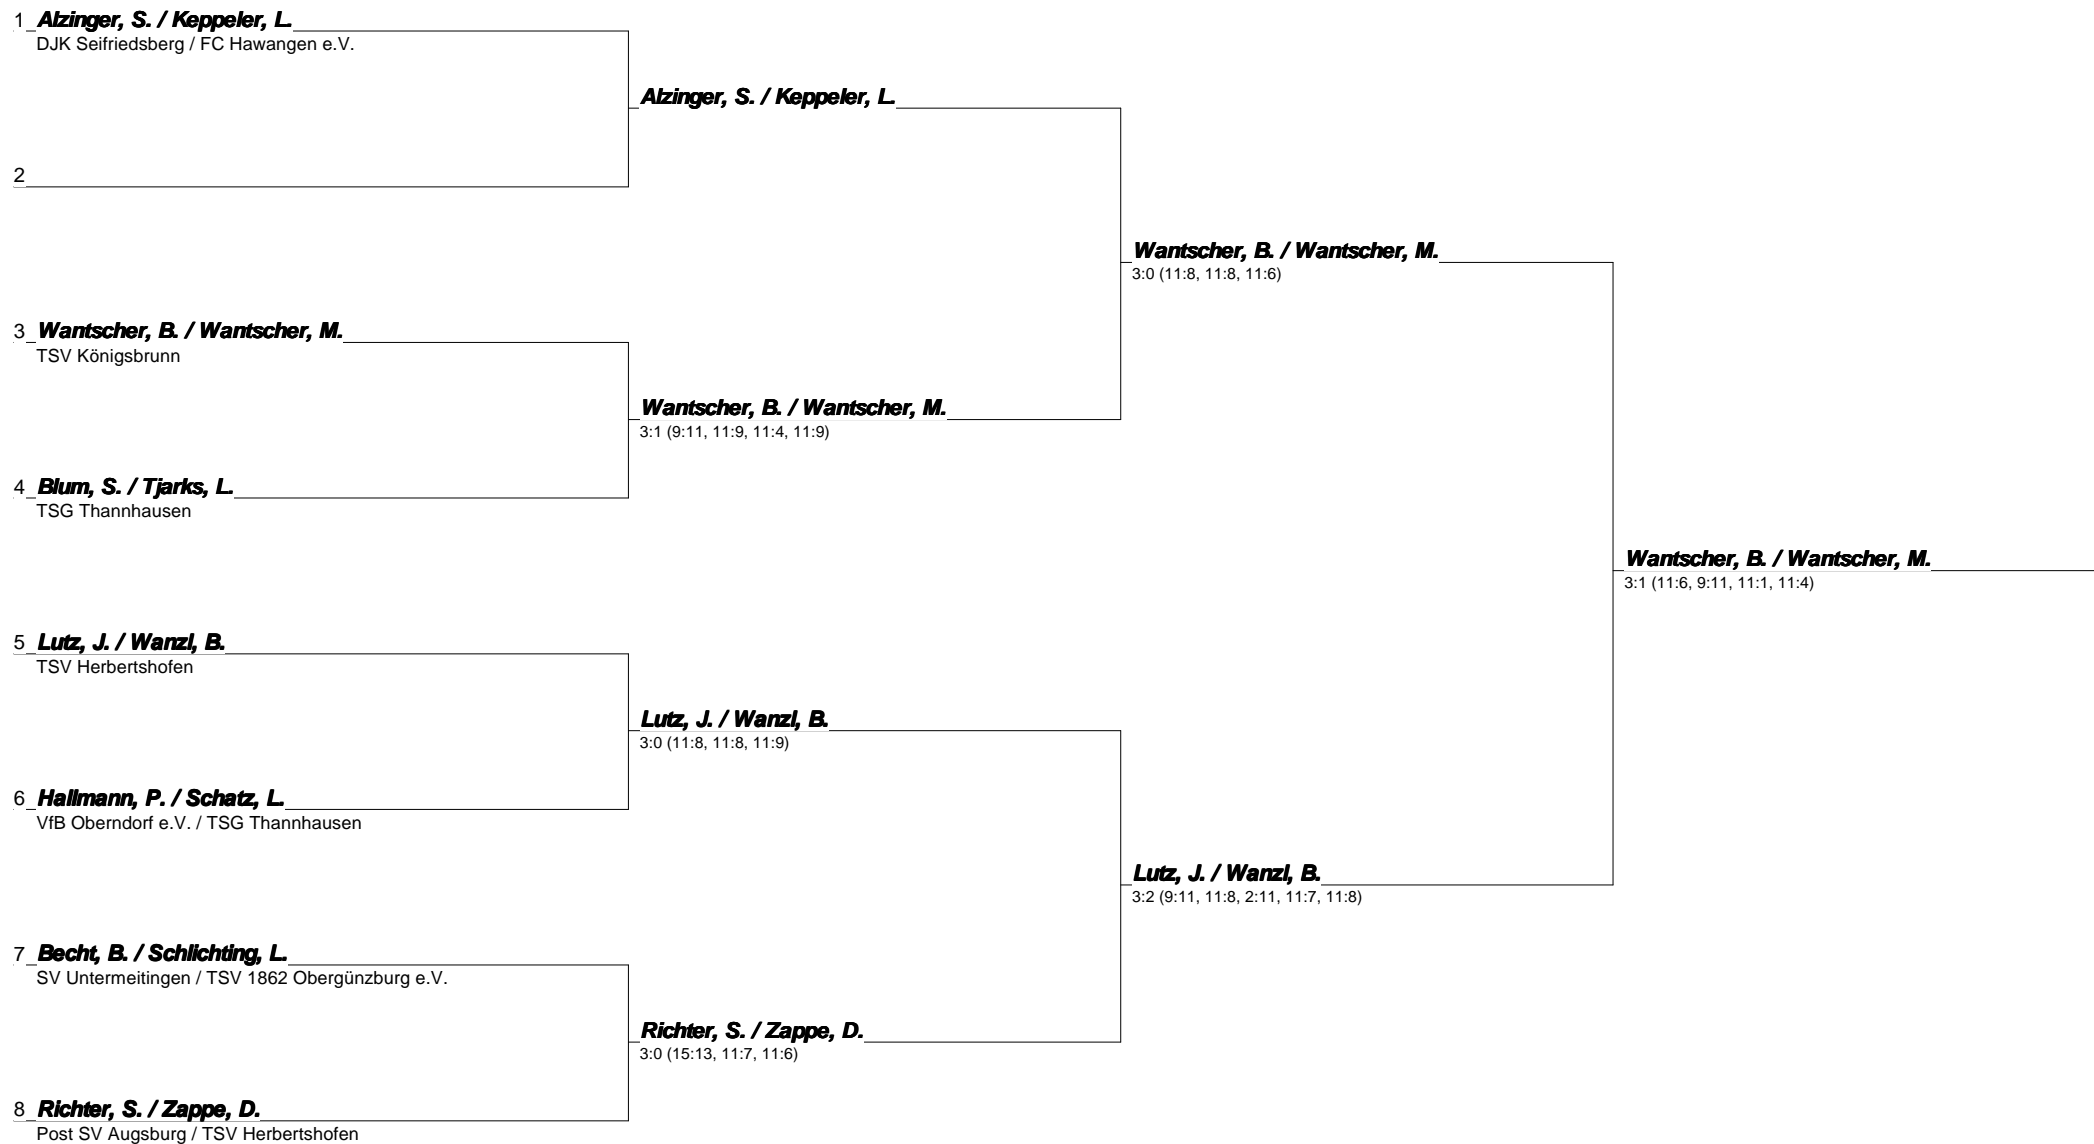 1 Alzinger, S. / Keppeler, L.
DJK Seifriedsberg / FC Hawangen e.V.
Alzinger, S. / Keppeler, L.
2
Wantscher, B. / Wantscher, M.
3:0 (11:8, 11:8, 11:6)
3 Wantscher, B. / Wantscher, M.
TSV Königsbrunn
Wantscher, B. / Wantscher, M.
3:1 (9:11, 11:9, 11:4, 11:9)
4 Blum, S. / Tjarks, L.
TSG Thannhausen
Wantscher, B. / Wantscher, M.
3:1 (11:6, 9:11, 11:1, 11:4)
5 Lutz, J. / Wanzl, B.
TSV Herbertshofen
Lutz, J. / Wanzl, B.
3:0 (11:8, 11:8, 11:9)
6 Hallmann, P. / Schatz, L.
VfB Oberndorf e.V. / TSG Thannhausen
Lutz, J. / Wanzl, B.
3:2 (9:11, 11:8, 2:11, 11:7, 11:8)
7 Becht, B. / Schlichting, L.
SV Untermeitingen / TSV 1862 Obergünzburg e.V.
Richter, S. / Zappe, D.
3:0 (15:13, 11:7, 11:6)
8 Richter, S. / Zappe, D.
Post SV Augsburg / TSV Herbertshofen